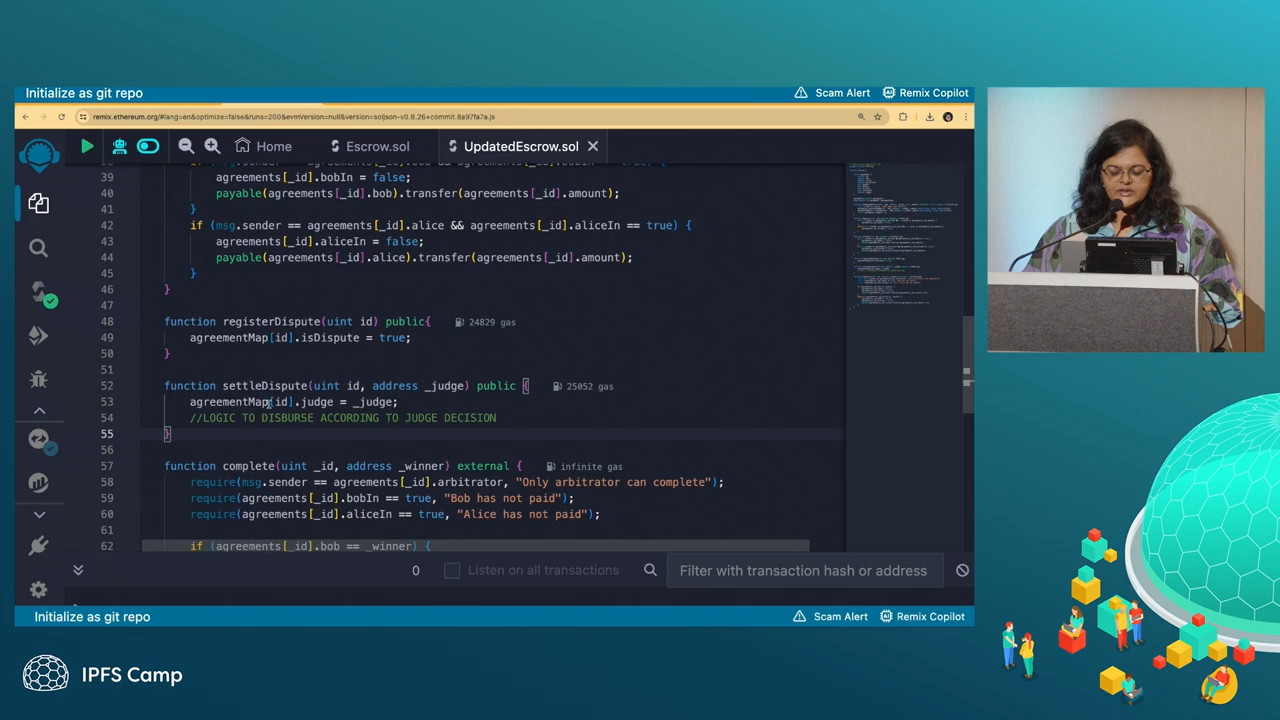 Initialize as git repo
Scam Alert
Remix Copilot
remix.ethereum.org/#lang=en&optimize=false&runs=200&evmVersion=null&version=soljson-v0.8.26+commit.8a97fa7a.js
Home
Escrow.sol
UpdatedEscrow.sol
39 agreements[_id].bobIn = false;
40 payable(agreements[_id].bob).transfer(agreements[_id].amount);
41 }
42 if (msg.sender == agreements[_id].alice && agreements[_id].aliceIn == true) {
43 agreements[_id].aliceIn = false;
44 payable(agreements[_id].alice).transfer(agreements[_id].amount);
45 }
46 }
47
48 function registerDispute(uint id) public{ 24829 gas
49 agreementMap[id].isDispute = true;
50 }
51
52 function settleDispute(uint id, address _judge) public { 25052 gas
53 agreementMap[id].judge = _judge;
54 //LOGIC TO DISBURSE ACCORDING TO JUDGE DECISION
55 }
56
57 function complete(uint _id, address _winner) external { infinite gas
58 require(msg.sender == agreements[_id].arbitrator, "Only arbitrator can complete");
59 require(agreements[_id].bobIn == true, "Bob has not paid");
60 require(agreements[_id].aliceIn == true, "Alice has not paid");
61
62 if (agreements[_id].bob == _winner) {
0
Listen on all transactions
Filter with transaction hash or address
Initialize as git repo
Scam Alert
Remix Copilot
IPFS Camp